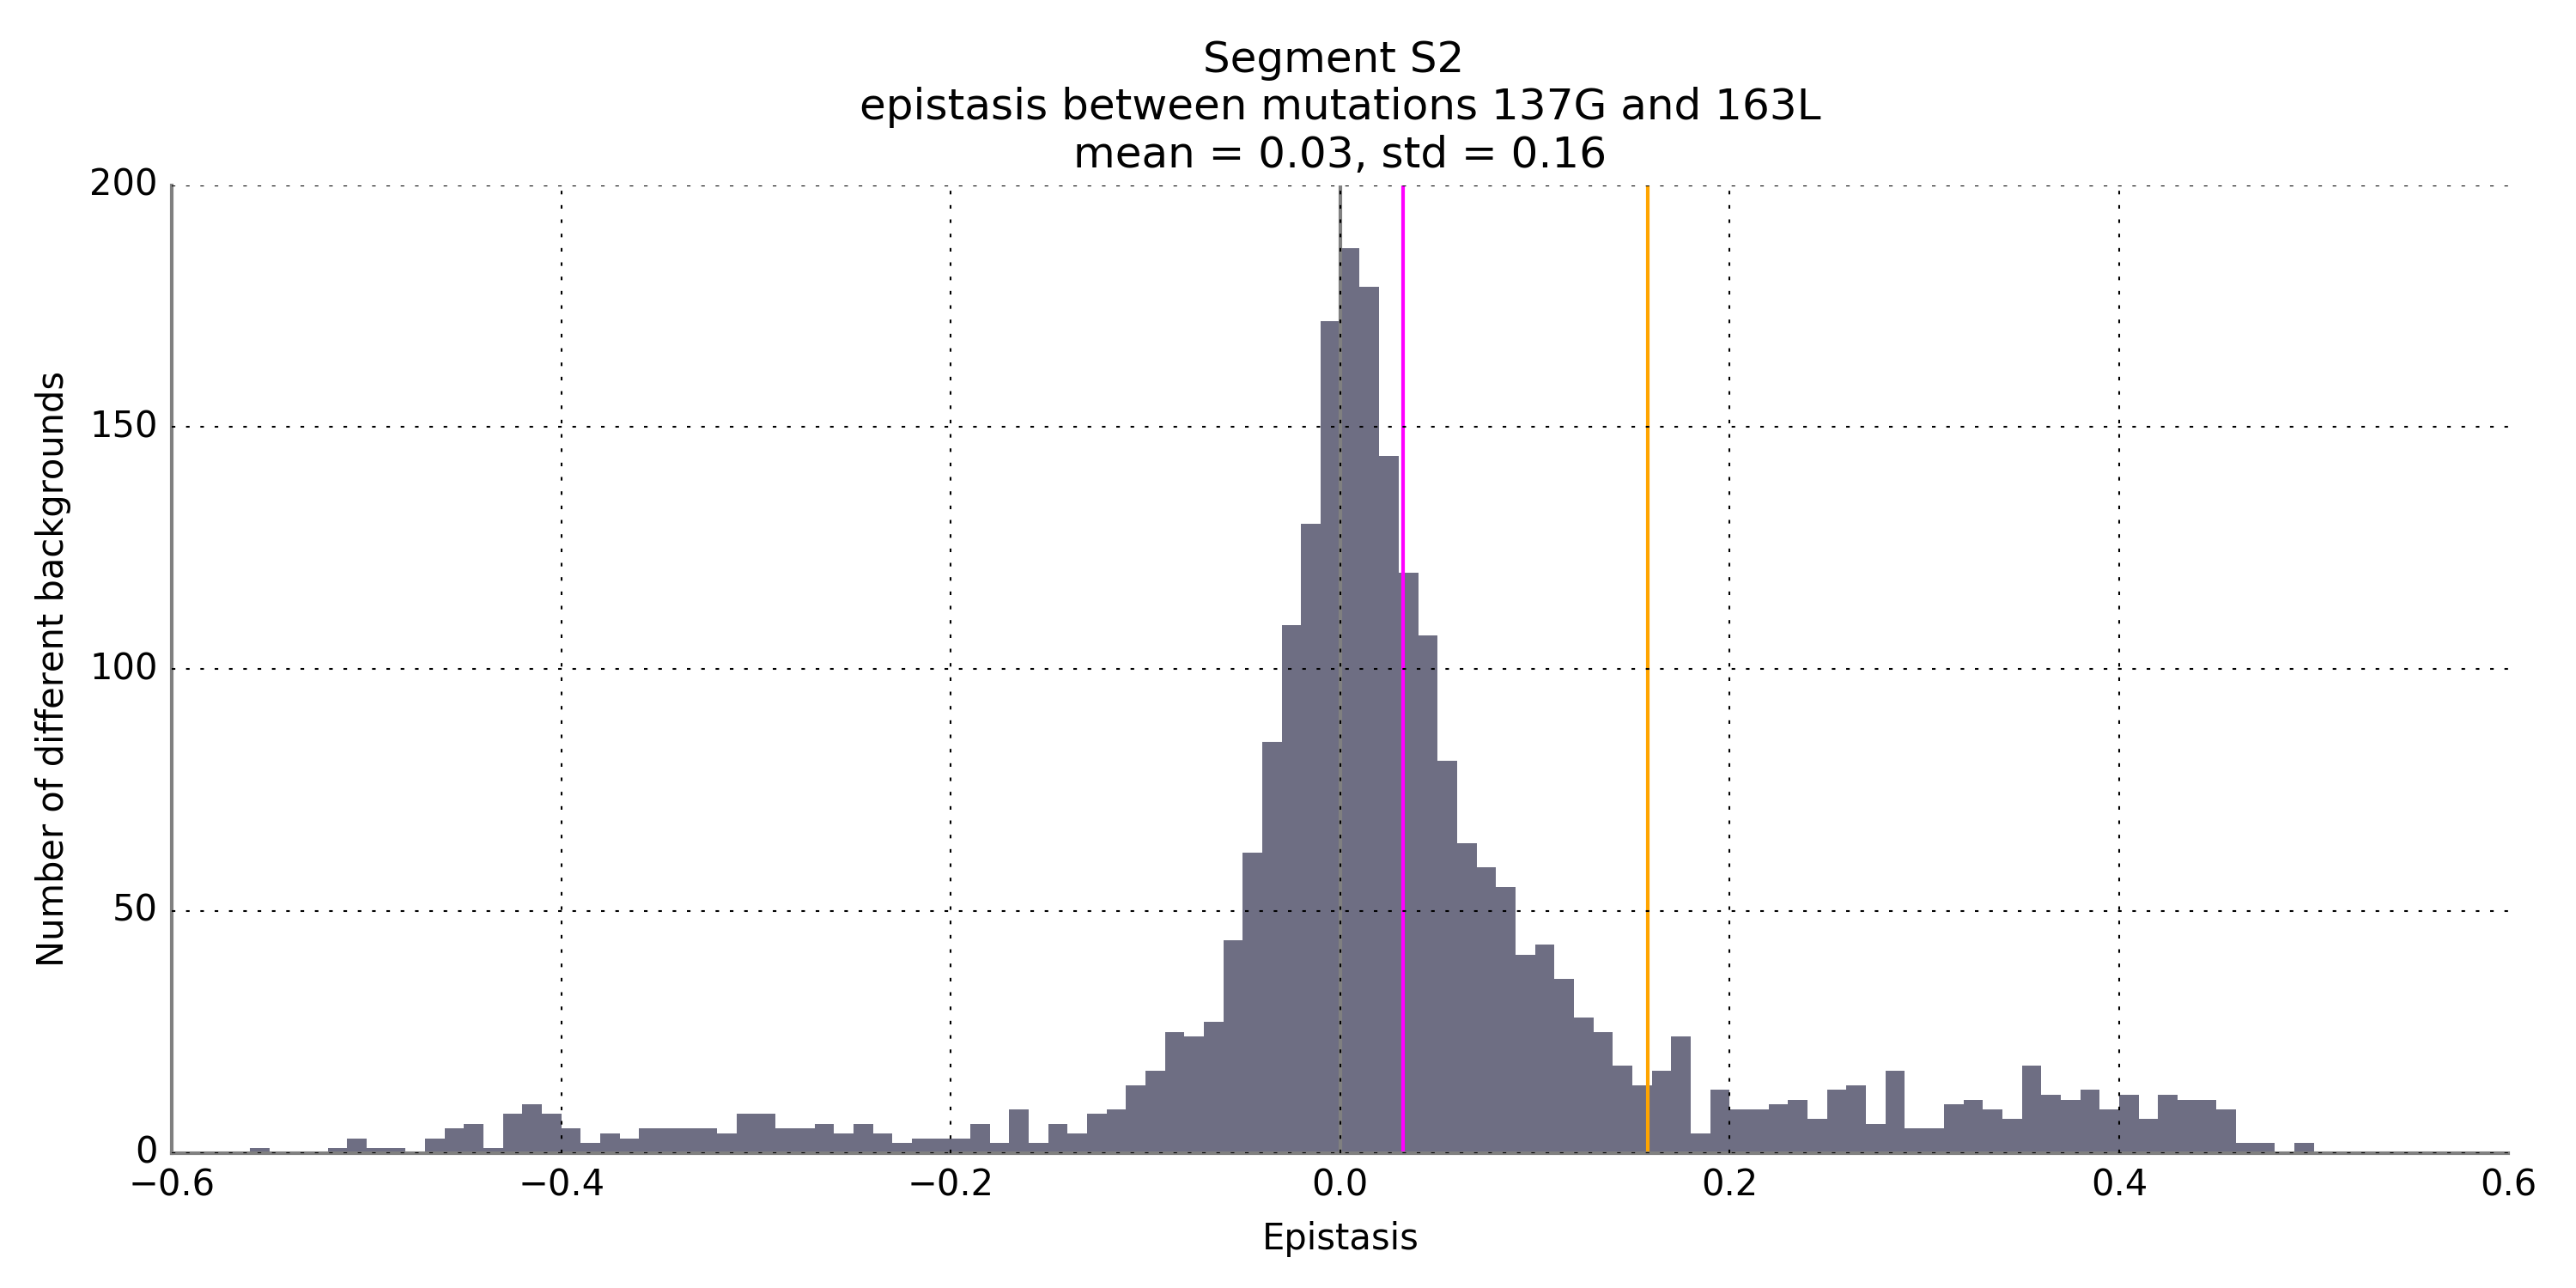 Segment S2
epistasis between mutations 137G and 163L
mean = 0.03, std = 0.16
200
150
100
50
0
Number of different backgrounds
−0.6
−0.4
−0.2
0.0
0.2
0.4
0.6
Epistasis